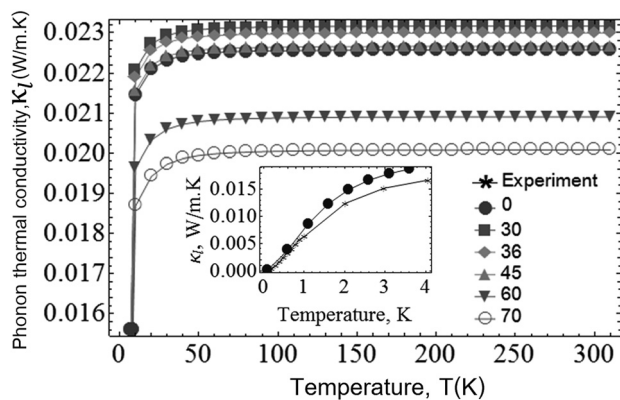 Phonon thermal conductivity,κl(W/m.K)
0.023
0.022
0.021
0.020
0.019
0.018
0.017
0.016
0 50 100 150 200 250 300
Temperature, T(K)
κl, W/m.K
0.015
0.010
0.005
0.000
0 1 2 3 4
Temperature, K
Experiment
0
30
36
45
60
70